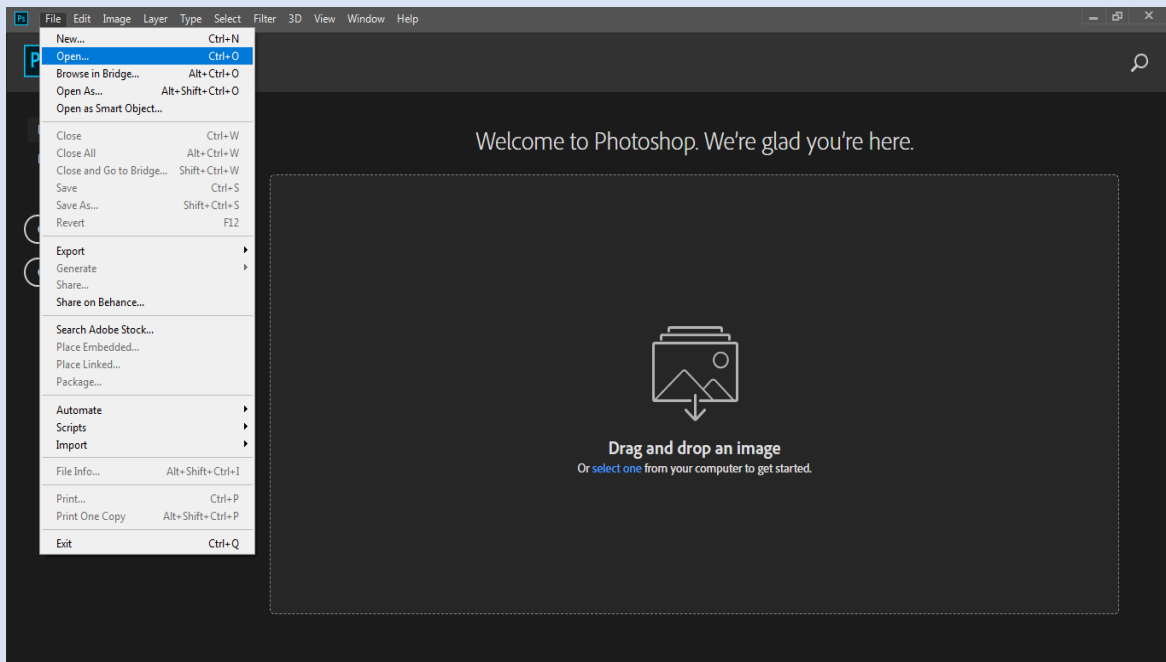 Ps File Edit Image Layer Type Select Filter 3D View Window Help
New... Ctrl+N
Open... Ctrl+O
Browse in Bridge... Alt+Ctrl+O
Open As... Alt+Shift+Ctrl+O
Open as Smart Object...
Close Ctrl+W
Close All Alt+Ctrl+W
Close and Go to Bridge... Shift+Ctrl+W
Save Ctrl+S
Save As... Shift+Ctrl+S
Revert F12
Export
Generate
Share...
Share on Behance...
Search Adobe Stock...
Place Embedded...
Place Linked...
Package...
Automate
Scripts
Import
File Info... Alt+Shift+Ctrl+I
Print... Ctrl+P
Print One Copy Alt+Shift+Ctrl+P
Exit Ctrl+Q
Welcome to Photoshop. We're glad you're here.
Drag and drop an image
Or select one from your computer to get started.